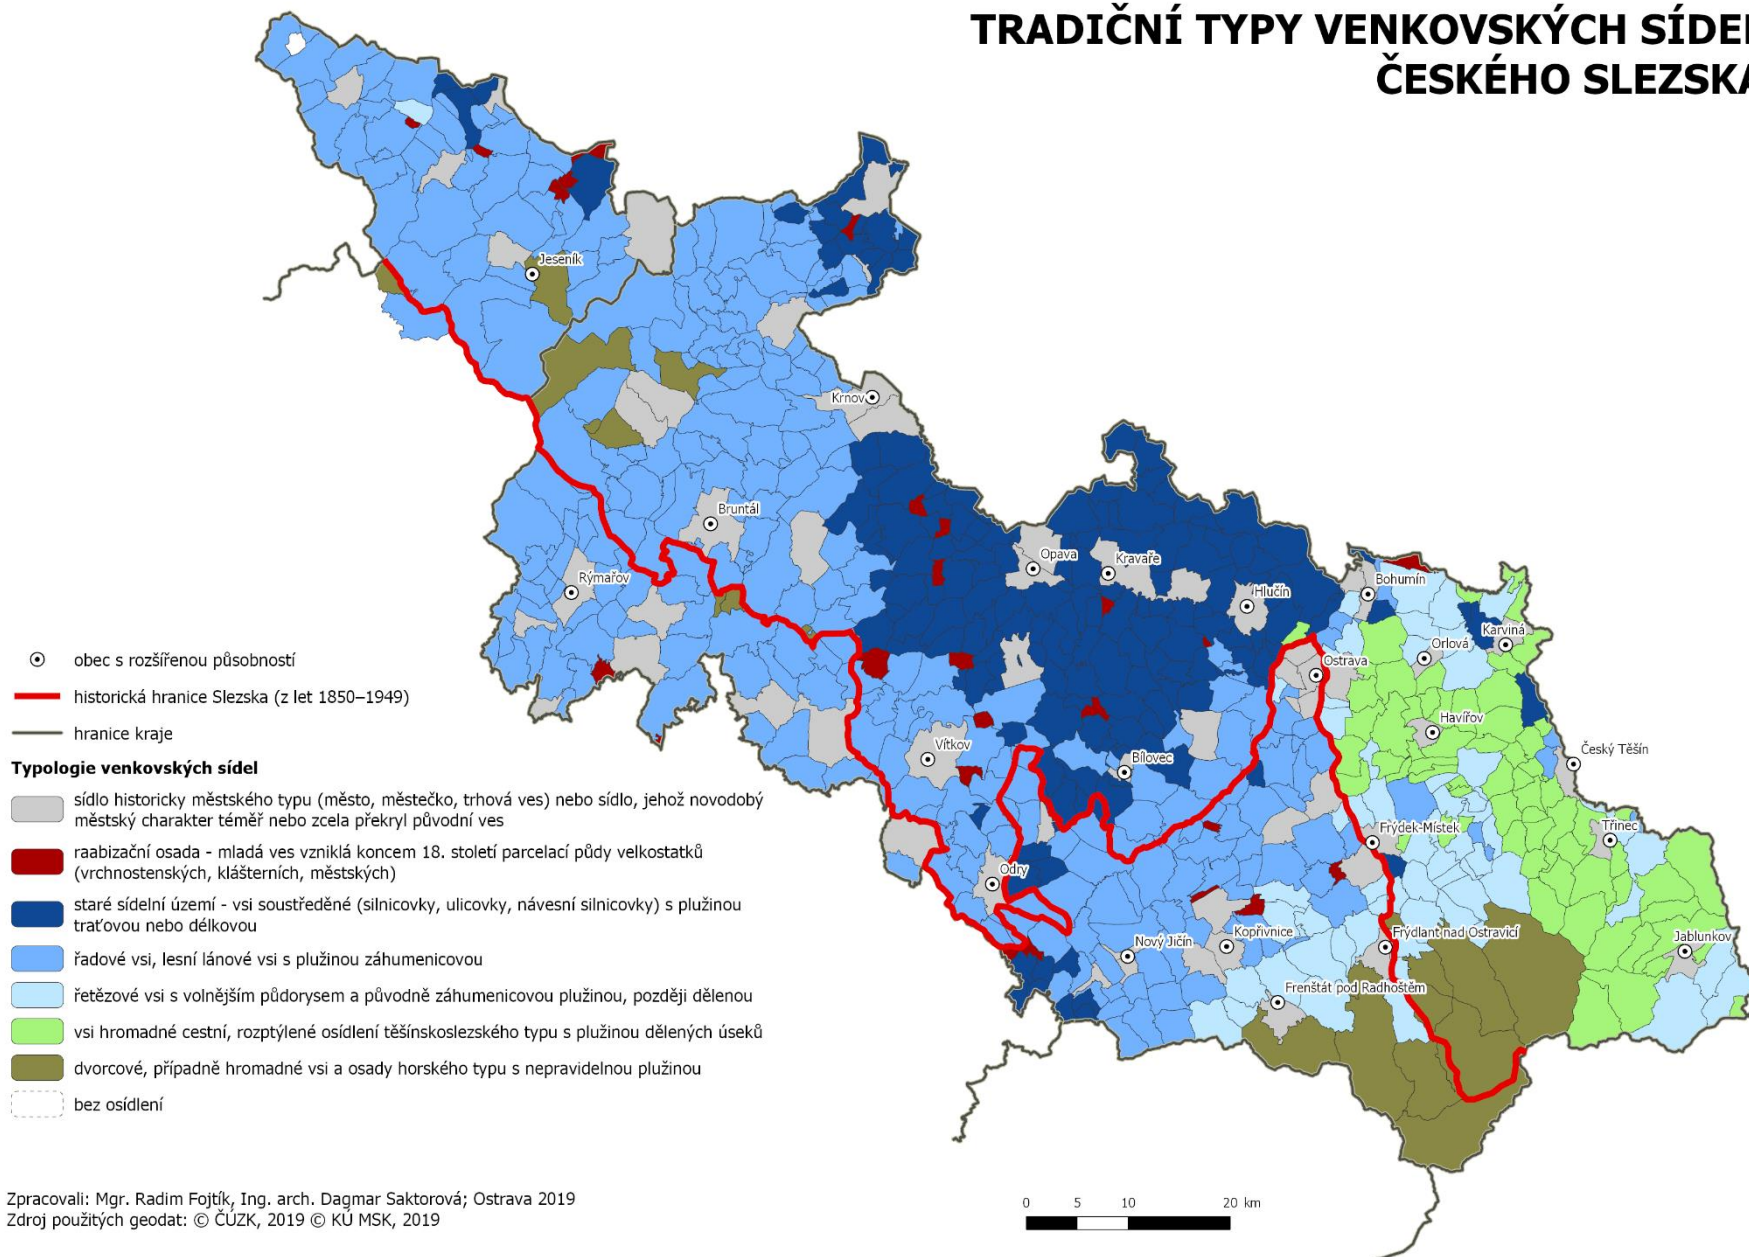 TRADIČNÍ TYPY VENKOVSKÝCH SÍDEL
ČESKÉHO SLEZSKA
Jeseník
Krnov
Bruntál
Rýmařov
Opava
Kravaře
Hlučín
Bohumín
Karviná
Orlová
Ostrava
Havířov
Český Těšín
Vítkov
Bílovec
Frýdek-Místek
Třinec
Odry
Nový Jičín
Kopřivnice
Frýdlant nad Ostravicí
Jablunkov
Frenštát pod Radhoštěm
obec s rozšířenou působností
historická hranice Slezska (z let 1850–1949)
hranice kraje
Typologie venkovských sídel
sídlo historicky městského typu (město, městečko, trhová ves) nebo sídlo, jehož novodobý
městský charakter téměř nebo zcela překryl původní ves
raabizační osada - mladá ves vzniklá koncem 18. století parcelací půdy velkostatků
(vrchnostenských, klášterních, městských)
staré sídelní území - vsi soustředěné (silnicovky, ulicovky, návesní silnicovky) s plužinou
traťovou nebo délkovou
řadové vsi, lesní lánové vsi s plužinou záhumenicovou
řetězové vsi s volnějším půdorysem a původně záhumenicovou plužinou, později dělenou
vsi hromadné cestní, rozptýlené osídlení těšínskoslezského typu s plužinou dělených úseků
dvorcové, případně hromadné vsi a osady horského typu s nepravidelnou plužinou
bez osídlení
Zpracovali: Mgr. Radim Fojtík, Ing. arch. Dagmar Saktorová; Ostrava 2019
Zdroj použitých geodat: © ČÚZK, 2019 © KÚ MSK, 2019
0 5 10 20 km